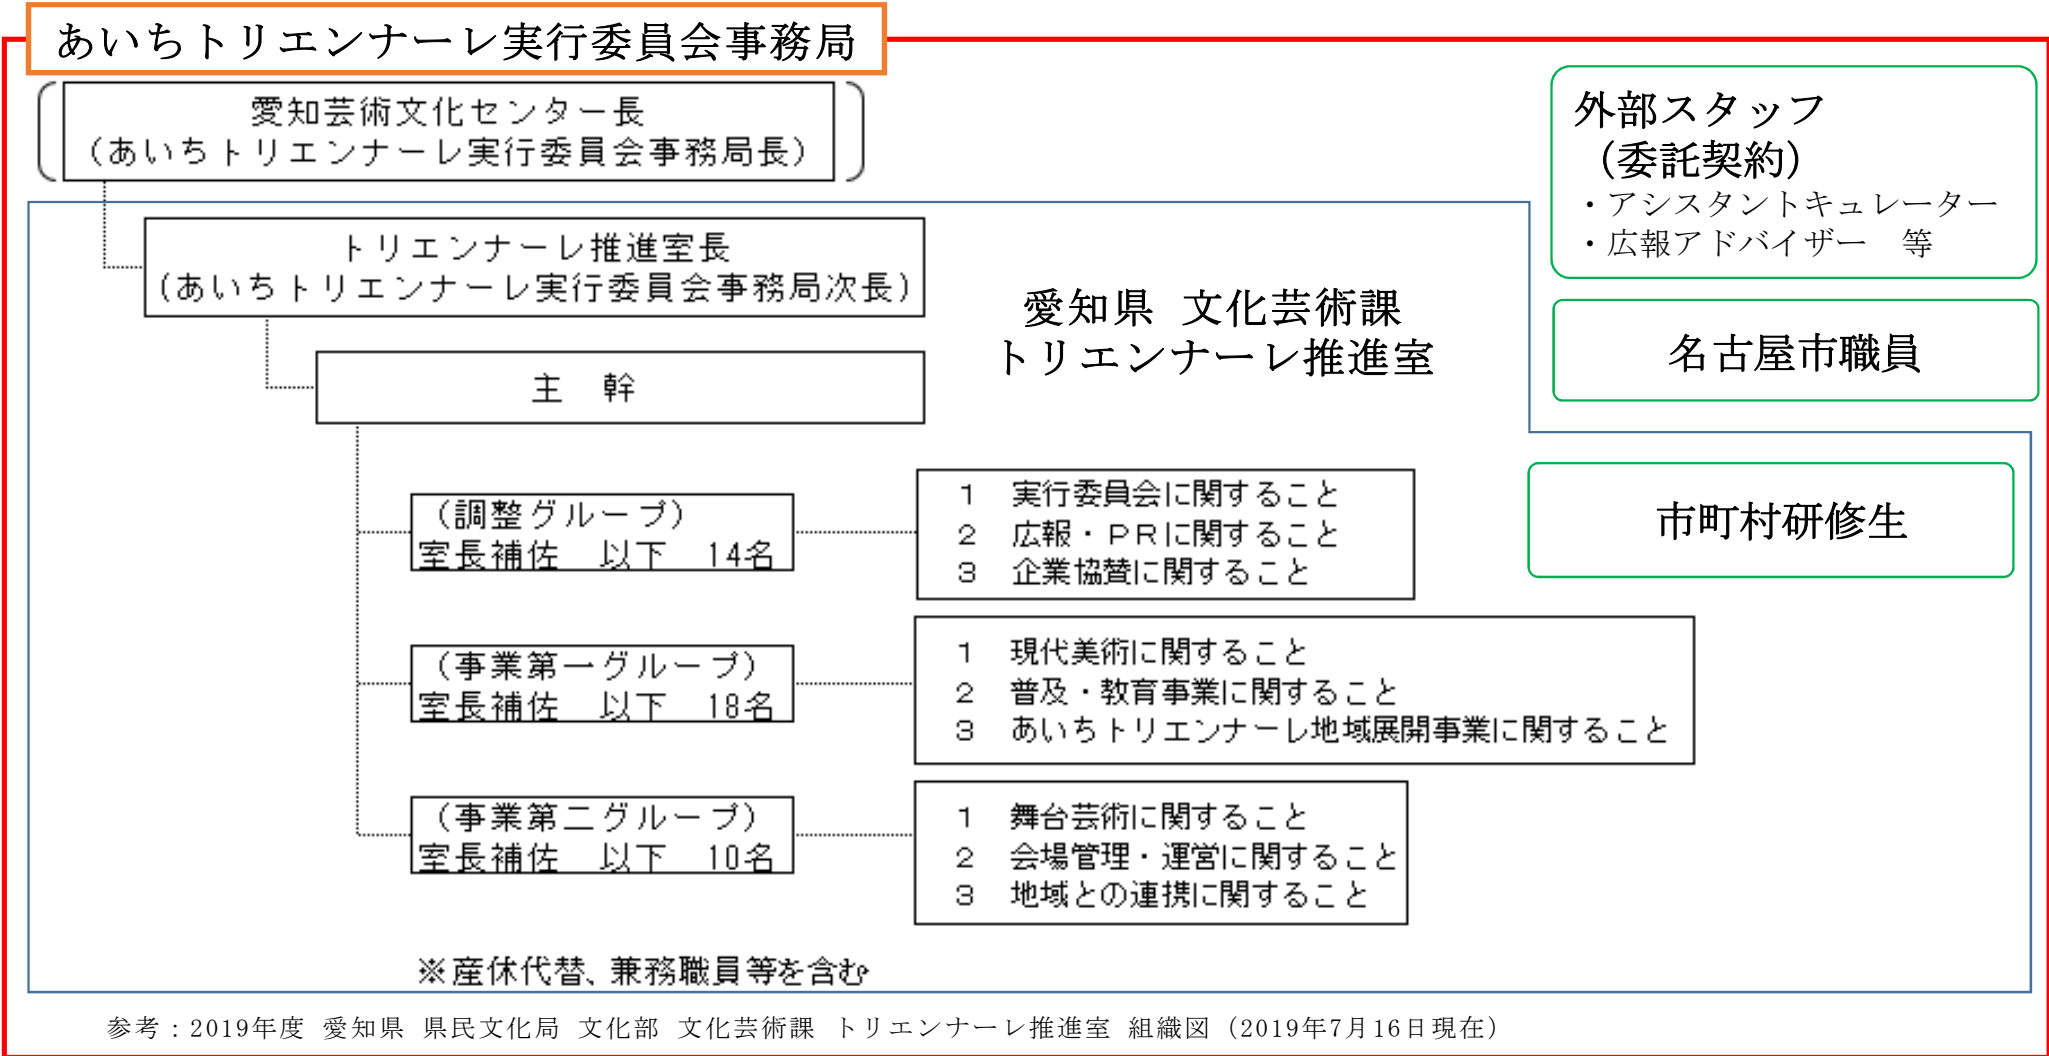 あいちトリエンナーレ実行委員会事務局
愛知芸術文化センター長
(あいちトリエンナーレ実行委員会事務局長)
トリエンナーレ推進室長
(あいちトリエンナーレ実行委員会事務局次長)
主　幹
愛知県 文化芸術課
トリエンナーレ推進室
外部スタッフ
(委託契約)
・アシスタントキュレーター
・広報アドバイザー　等
名古屋市職員
市町村研修生
(調整グループ)
室長補佐　以下　14名
1　実行委員会に関すること
2　広報・PRに関すること
3　企業協賛に関すること
(事業第一グループ)
室長補佐　以下　18名
1　現代美術に関すること
2　普及・教育事業に関すること
3　あいちトリエンナーレ地域展開事業に関すること
(事業第二グループ)
室長補佐　以下　10名
1　舞台芸術に関すること
2　会場管理・運営に関すること
3　地域との連携に関すること
※産休代替、兼務職員等を含む
参考：2019年度 愛知県 県民文化局 文化部 文化芸術課 トリエンナーレ推進室 組織図（2019年7月16日現在）